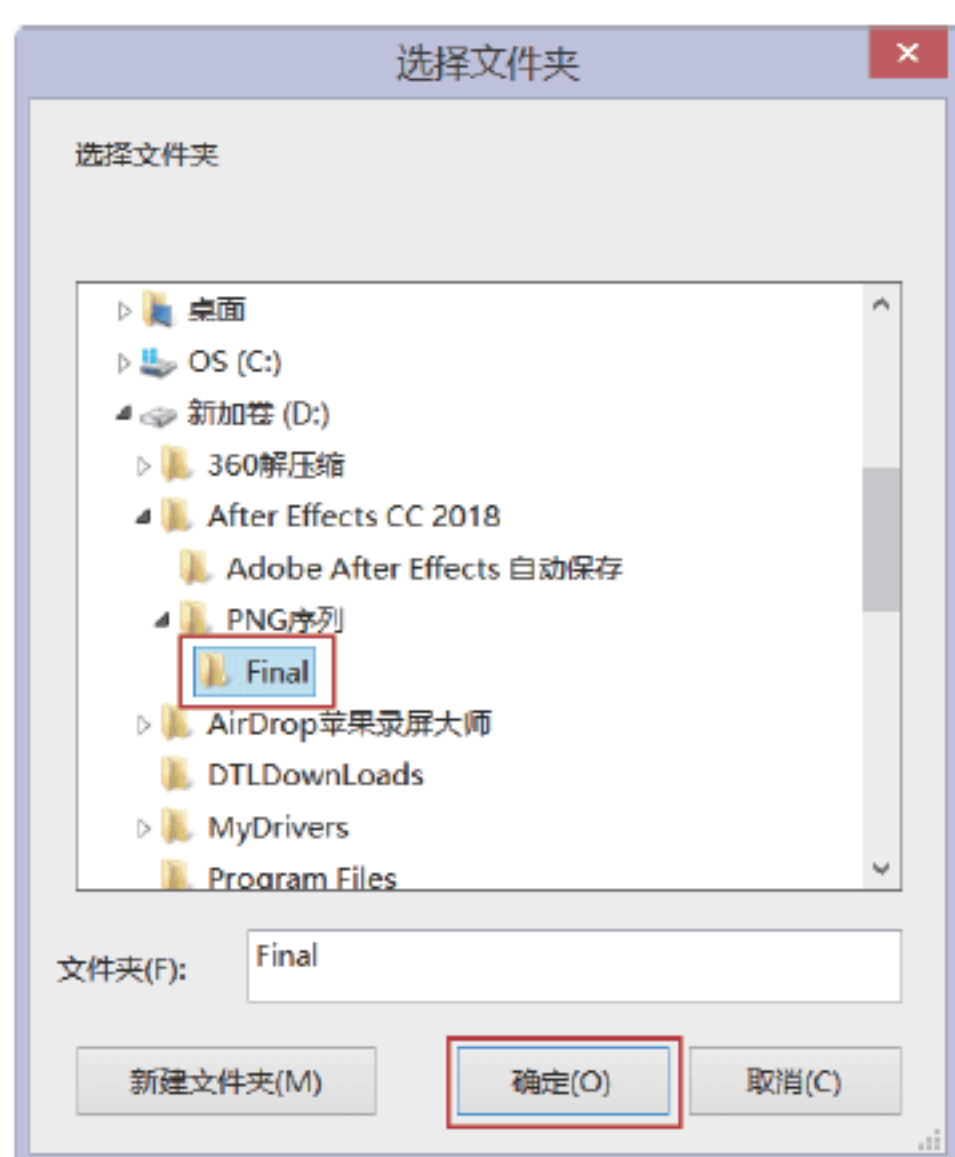 选择文件夹
选择文件夹
桌面
OS (C:)
新加卷 (D:)
360解压缩
After Effects CC 2018
Adobe After Effects 自动保存
PNG序列
Final
AirDrop苹果录屏大师
DTLDownLoads
MyDrivers
Program Files
文件夹(F): Final
新建文件夹(M) 确定(O) 取消(C)